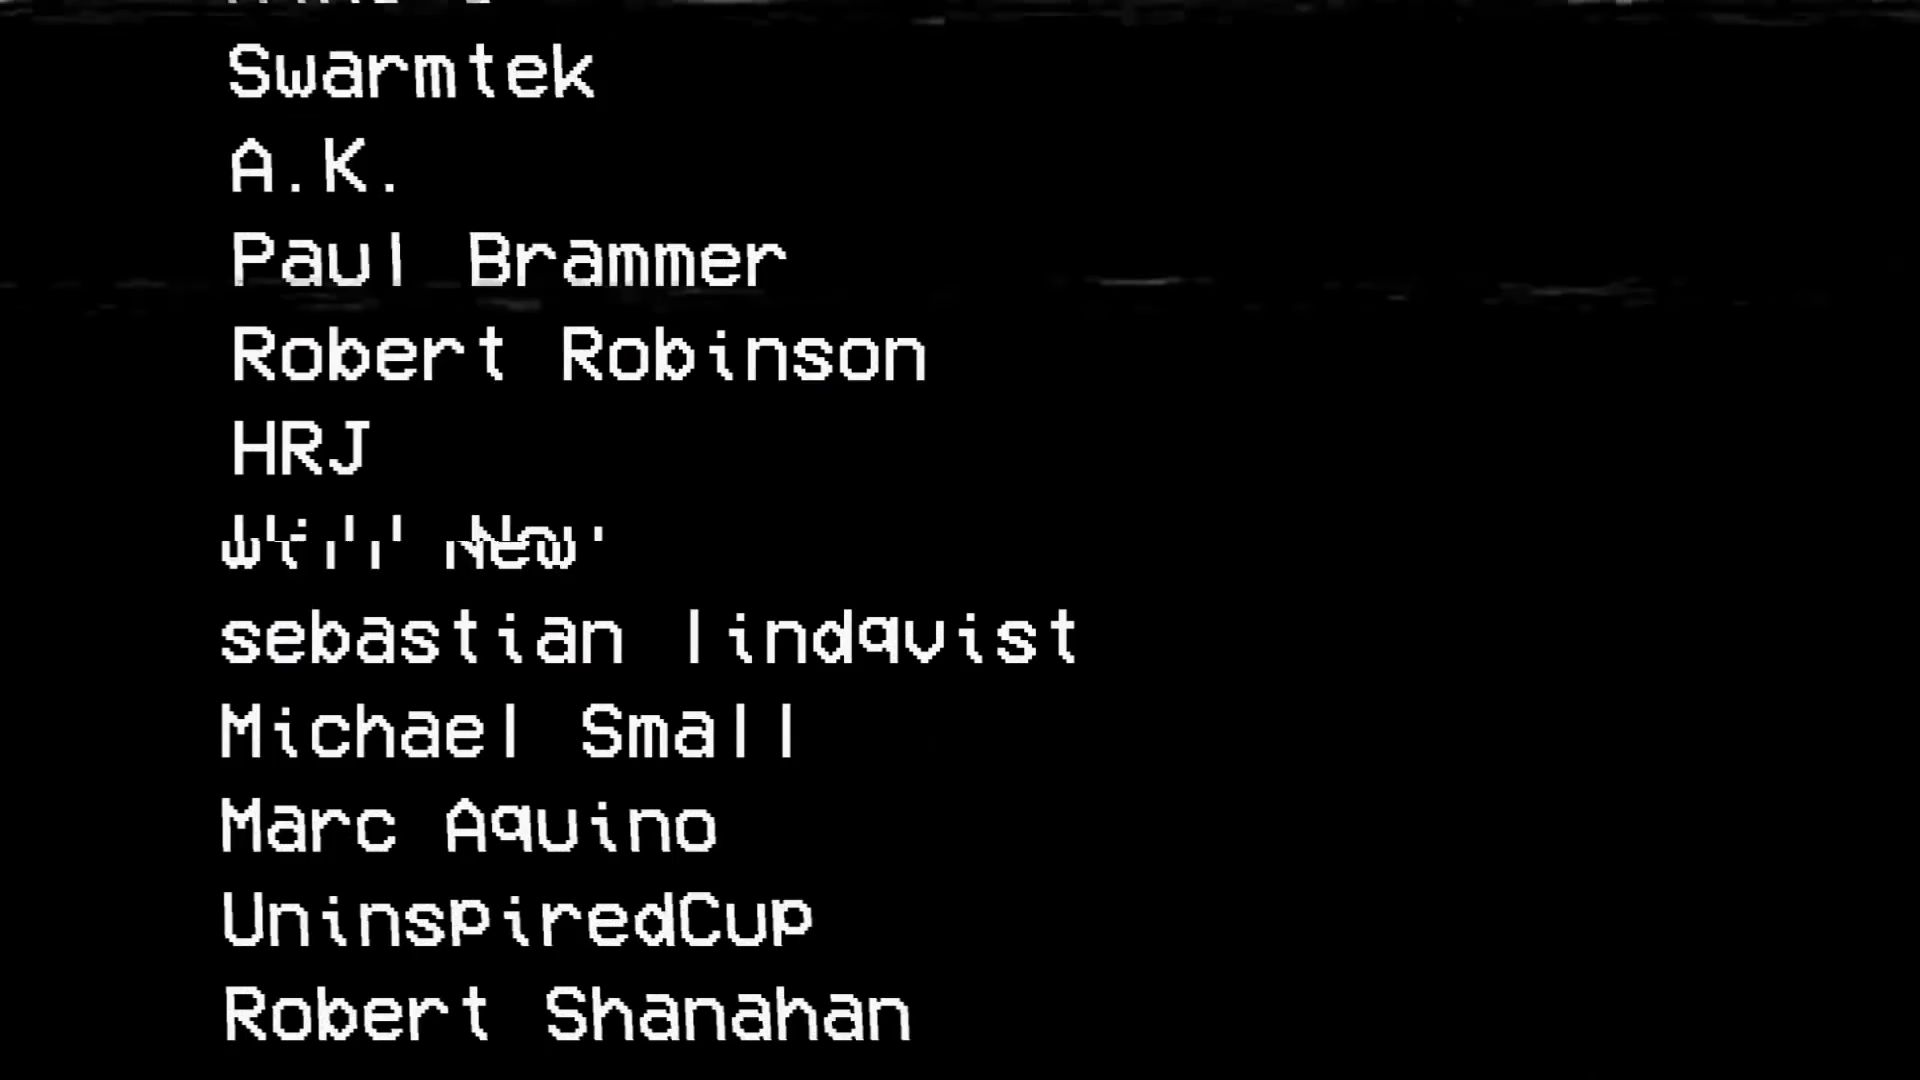 Swarmtek
A.K.
Paul Brammer
Robert Robinson
HRJ
sebastian lindqvist
Michael Small
Marc Aquino
UninspiredCup
Robert Shanahan